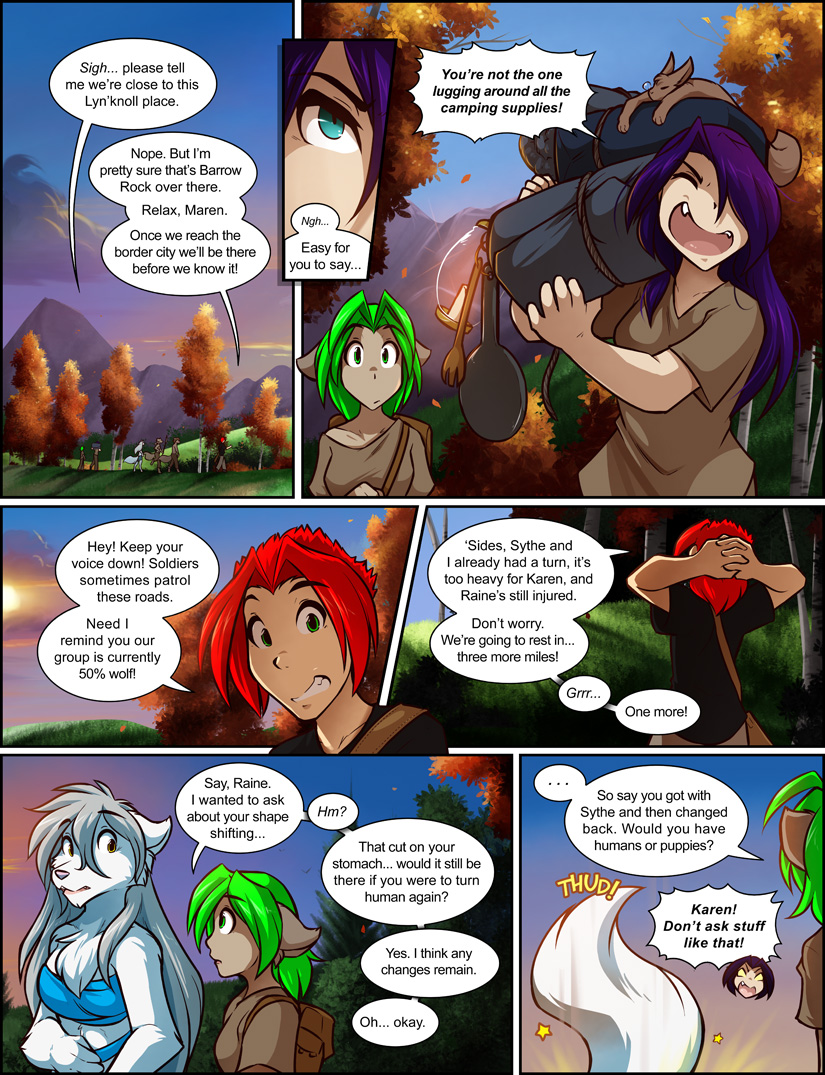 Sigh... please tell
me we're close to this
Lyn'knoll place.
Nope. But I'm
pretty sure that's Barrow
Rock over there.
Relax, Maren.
Once we reach the
border city we'll be there
before we know it!
Ngh...
Easy for
you to say...
You're not the one
lugging around all the
camping supplies!
Hey! Keep your
voice down! Soldiers
sometimes patrol
these roads.
Need I
remind you our
group is currently
50% wolf!
'Sides, Sythe and
I already had a turn, it's
too heavy for Karen, and
Raine's still injured.
Don't worry.
We're going to rest in...
three more miles!
Grrr...
One more!
Say, Raine.
I wanted to ask
about your shape
shifting...
Hm?
That cut on your
stomach... would it still be
there if you were to turn
human again?
Yes. I think any
changes remain.
Oh... okay.
. . .
So say you got with
Sythe and then changed
back. Would you have
humans or puppies?
THUD!
Karen!
Don't ask stuff
like that!